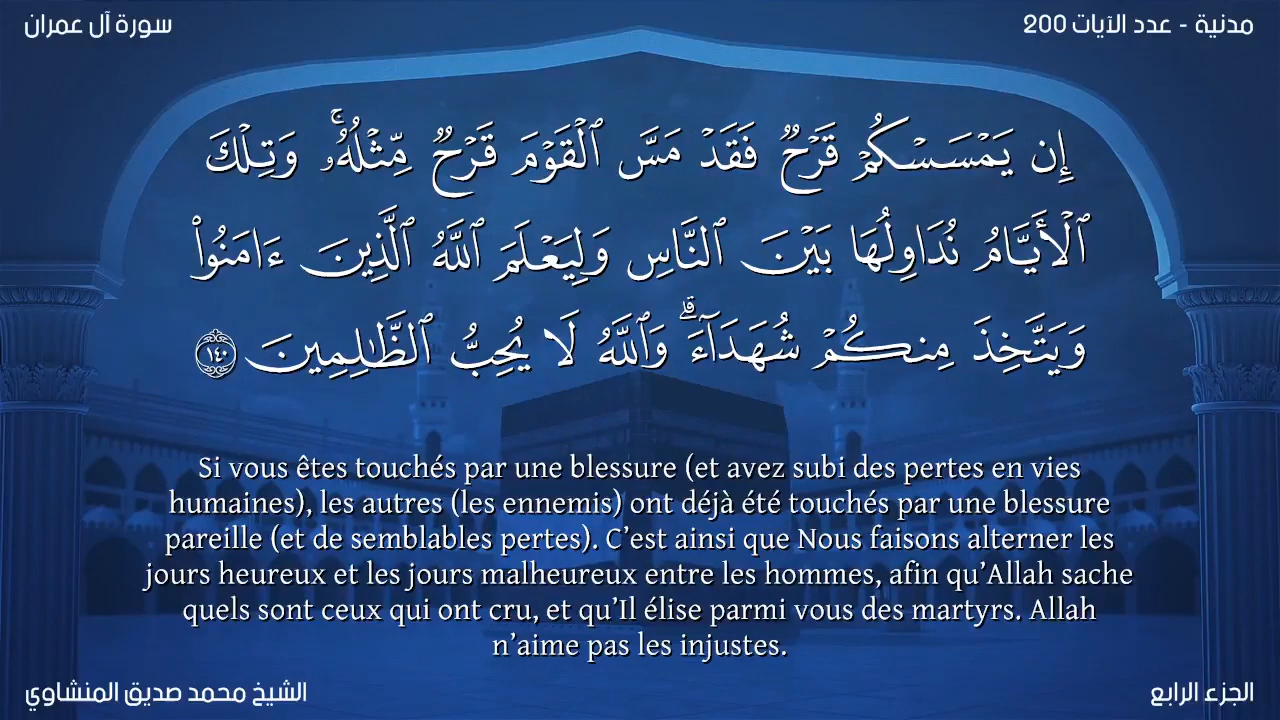 سورة آل عمران
مدنية - عدد الآيات 200
إِن يَمْسَسْكُمْ قَرْحٌ فَقَدْ مَسَّ ٱلْقَوْمَ قَرْحٌ مِّثْلُهُۥ ۚ وَتِلْكَ
ٱلْأَيَّامُ نُدَاوِلُهَا بَيْنَ ٱلنَّاسِ وَلِيَعْلَمَ ٱللَّهُ ٱلَّذِينَ ءَامَنُوا۟
وَيَتَّخِذَ مِنكُمْ شُهَدَآءَ ۗ وَٱللَّهُ لَا يُحِبُّ ٱلظَّـٰلِمِينَ ١٤٠
Si vous êtes touchés par une blessure (et avez subi des pertes en vies
humaines), les autres (les ennemis) ont déjà été touchés par une blessure
pareille (et de semblables pertes). C’est ainsi que Nous faisons alterner les
jours heureux et les jours malheureux entre les hommes, afin qu’Allah sache
quels sont ceux qui ont cru, et qu’Il élise parmi vous des martyrs. Allah
n’aime pas les injustes.
الشيخ محمد صديق المنشاوي
الجزء الرابع